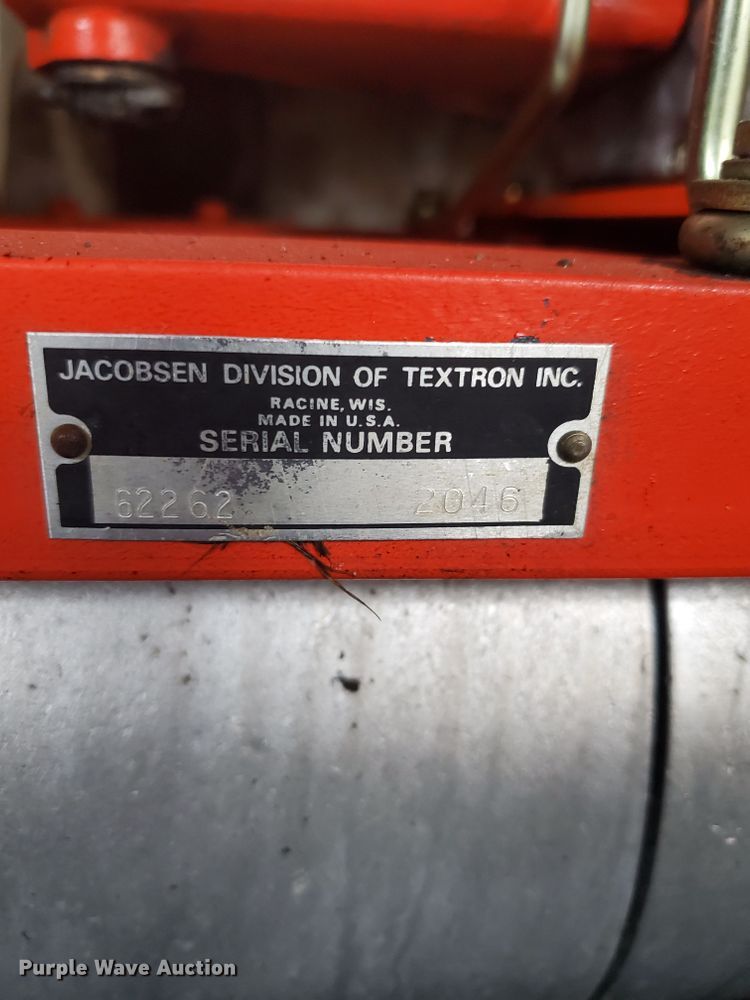 JACOBSEN DIVISION OF TEXTRON INC.
RACINE, WIS.
MADE IN U.S.A.
SERIAL NUMBER
62262 2046
Purple Wave Auction